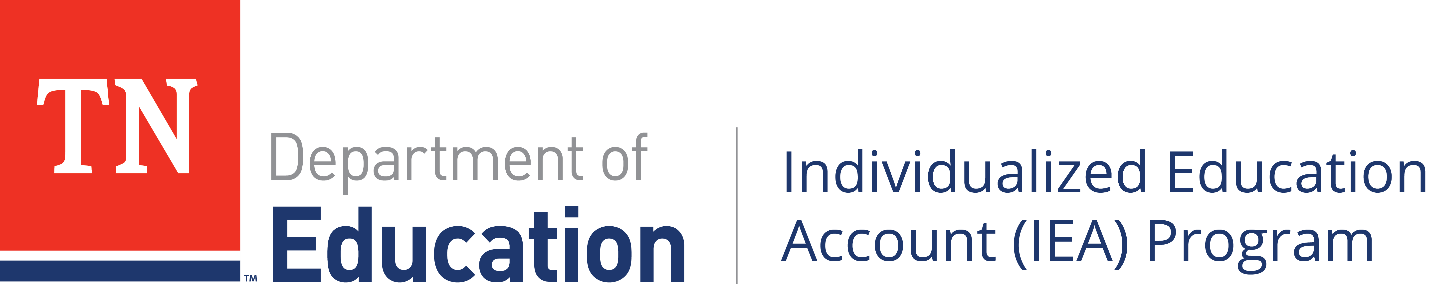 TN
Department of
Education
™
Individualized Education
Account (IEA) Program